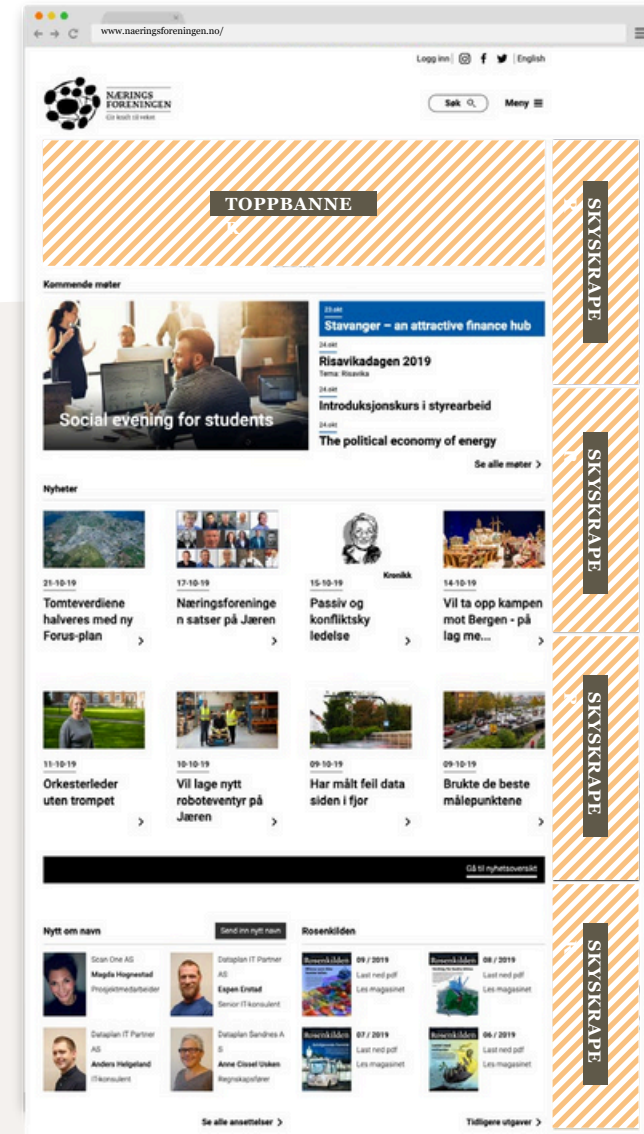 www.naeringsforeningen.no/
Logg inn
English
NÆRINGS
FORENINGEN
Gir kraft til vekst
Søk
Meny
TOPPBANNE
R
SKYSKRAPE
SKYSKRAPE
SKYSKRAPE
SKYSKRAPE
Kommende møter
Social evening for students
23.okt
Stavanger – an attractive finance hub
24.okt
Risavikadagen 2019
Tema: Risavika
24.okt
Introduksjonskurs i styrearbeid
24.okt
The political economy of energy
Se alle møter
Nyheter
21-10-19
Tomteverdiene
halveres med ny
Forus-plan
17-10-19
Næringsforeninge
n satser på Jæren
Kronikk
15-10-19
Passiv og
konfliktsky
ledelse
14-10-19
Vil ta opp kampen
mot Bergen - på
lag me...
11-10-19
Orkesterleder
uten trompet
10-10-19
Vil lage nytt
roboteventyr på
Jæren
09-10-19
Har målt feil data
siden i fjor
09-10-19
Brukte de beste
målepunktene
Gå til nyhetsoversikt
Nytt om navn
Send inn nytt navn
Scan One AS
Magda Hognestad
Prosjektmedarbeider
Dataplan IT Partner
AS
Espen Erstad
Senior IT-konsulent
Dataplan IT Partner
AS
Anders Helgeland
IT-konsulent
Dataplan Sandnes A
S
Anne Cissel Usken
Regnskapsfører
Se alle ansettelser
Rosenkilden
Rosenkilden
09 / 2019
Last ned pdf
Les magasinet
Rosenkilden
08 / 2019
Last ned pdf
Les magasinet
Rosenkilden
07 / 2019
Last ned pdf
Les magasinet
Rosenkilden
06 / 2019
Last ned pdf
Les magasinet
Tidligere utgaver